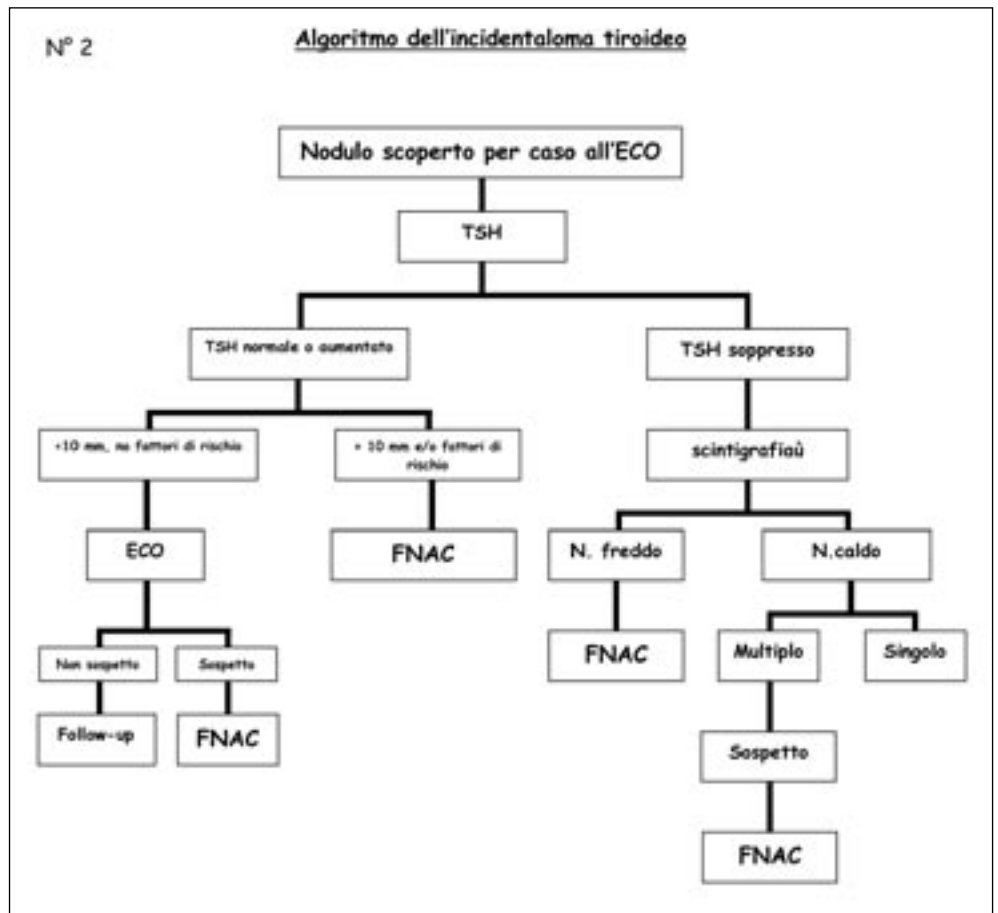 N° 2
Algoritmo dell'incidentaloma tiroideo
Nodulo scoperto per caso all'ECO
TSH
TSH normale o aumentato
TSH soppresso
<10 mm, no fattori di rischio
> 10 mm e/o fattori di
rischio
scintigrafiaù
ECO
FNAC
N. freddo
N.caldo
Non sospetto
Sospetto
FNAC
Multiplo
Singolo
Follow-up
FNAC
Sospetto
FNAC